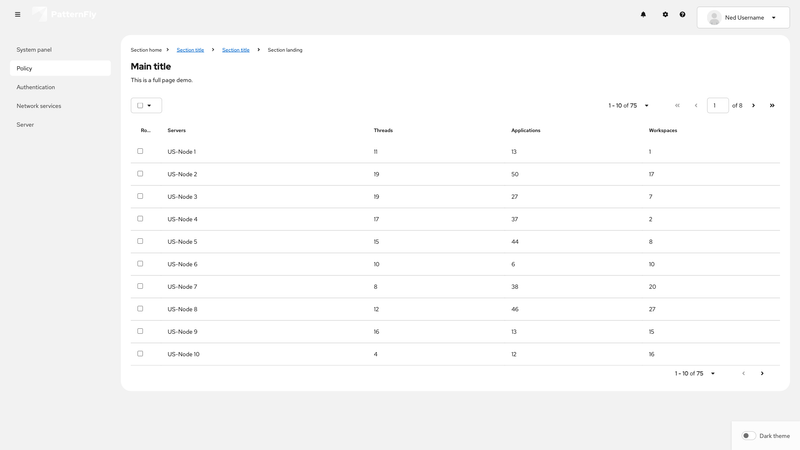 PatternFly
Ned Username
System panel
Policy
Authentication
Network services
Server
Section home Section title Section title Section landing
Main title
This is a full page demo.
1 - 10 of 75 1 of 8
Ro... Servers Threads Applications Workspaces
US-Node 1 11 13 1
US-Node 2 19 50 17
US-Node 3 19 27 7
US-Node 4 17 37 2
US-Node 5 15 44 8
US-Node 6 10 6 10
US-Node 7 8 38 20
US-Node 8 12 46 27
US-Node 9 16 13 15
US-Node 10 4 12 16
1 - 10 of 75
Dark theme